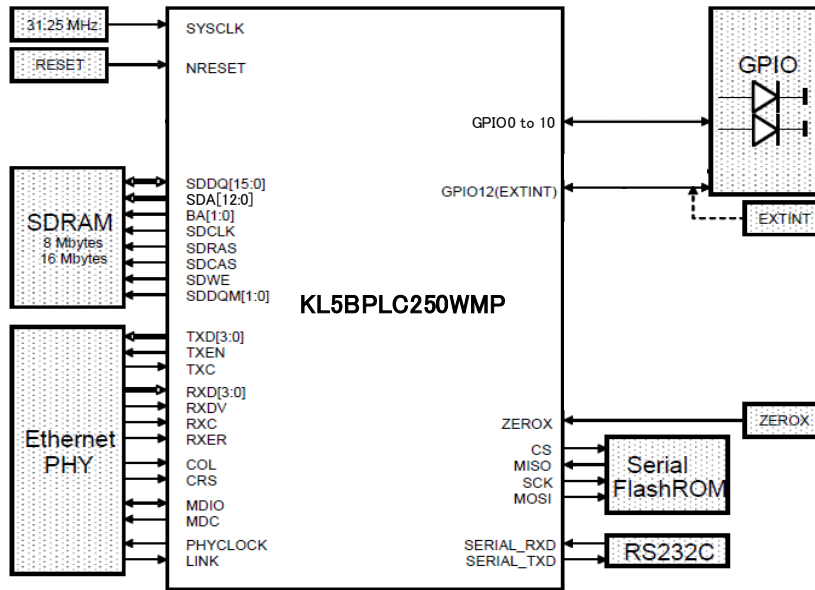 31.25 MHz
RESET
SYSCLK
NRESET
GPIO
GPIO0 to 10
GPIO12(EXTINT)
EXTINT
SDRAM
8 Mbytes
16 Mbytes
SDDQ[15:0]
SDA[12:0]
BA[1:0]
SDCLK
SDRAS
SDCAS
SDWE
SDDQM[1:0]
KL5BPLC250WMP
Ethernet
PHY
TXD[3:0]
TXEN
TXC
RXD[3:0]
RXDV
RXC
RXER
COL
CRS
MDIO
MDC
PHYCLOCK
LINK
ZEROX
ZEROX
CS
MISO
SCK
MOSI
Serial
FlashROM
SERIAL_RXD
SERIAL_TXD
RS232C